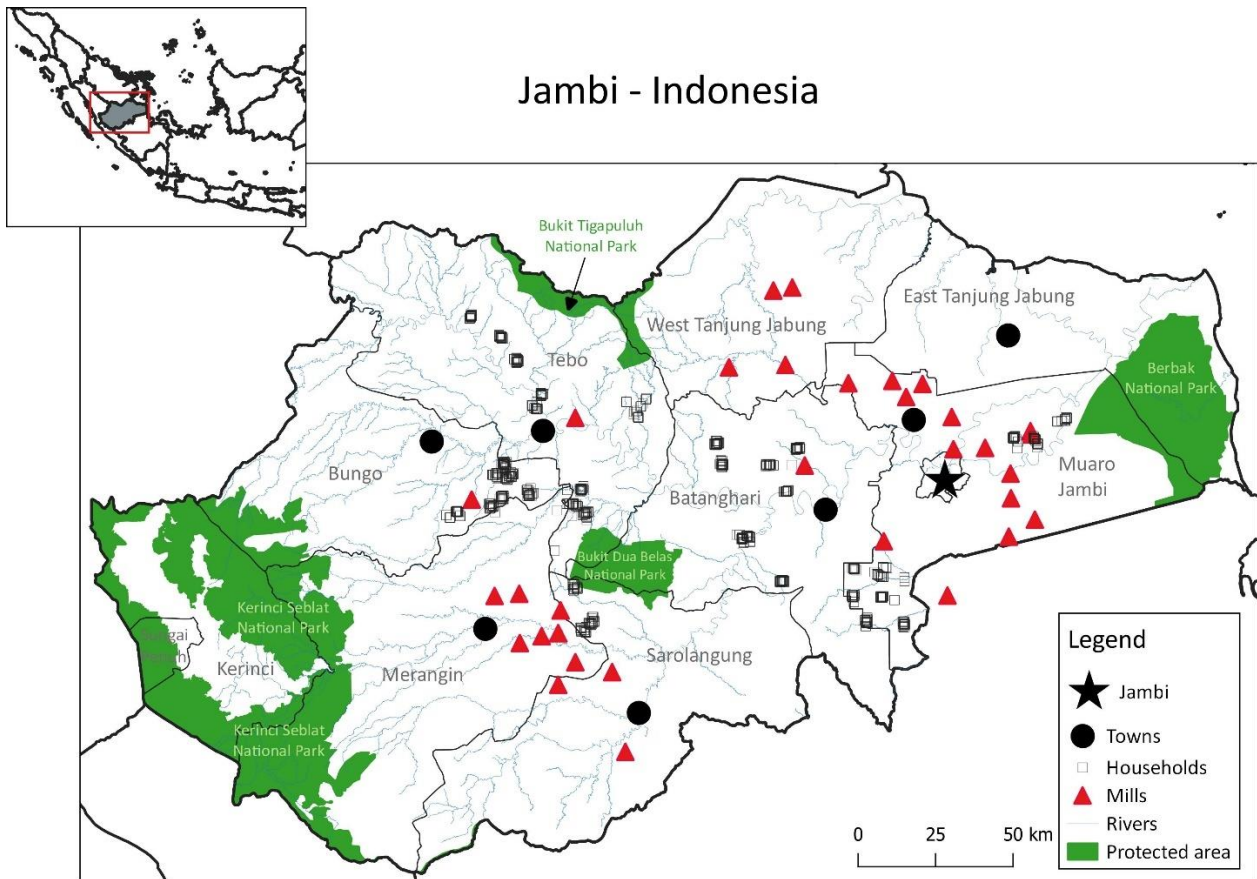 Jambi - Indonesia
Bukit Tigapuluh
National Park
East Tanjung Jabung
West Tanjung Jabung
Tebo
Berbak
National Park
Bungo
Batanghari
Muaro
Jambi
Bukit Dua Belas
National Park
Kerinci Seblat
National Park
Sungai
Kerinci
Merangin
Sarolangung
Kerinci Seblat
National Park
Legend
Jambi
Towns
Households
Mills
Rivers
Protected area
0 25 50 km